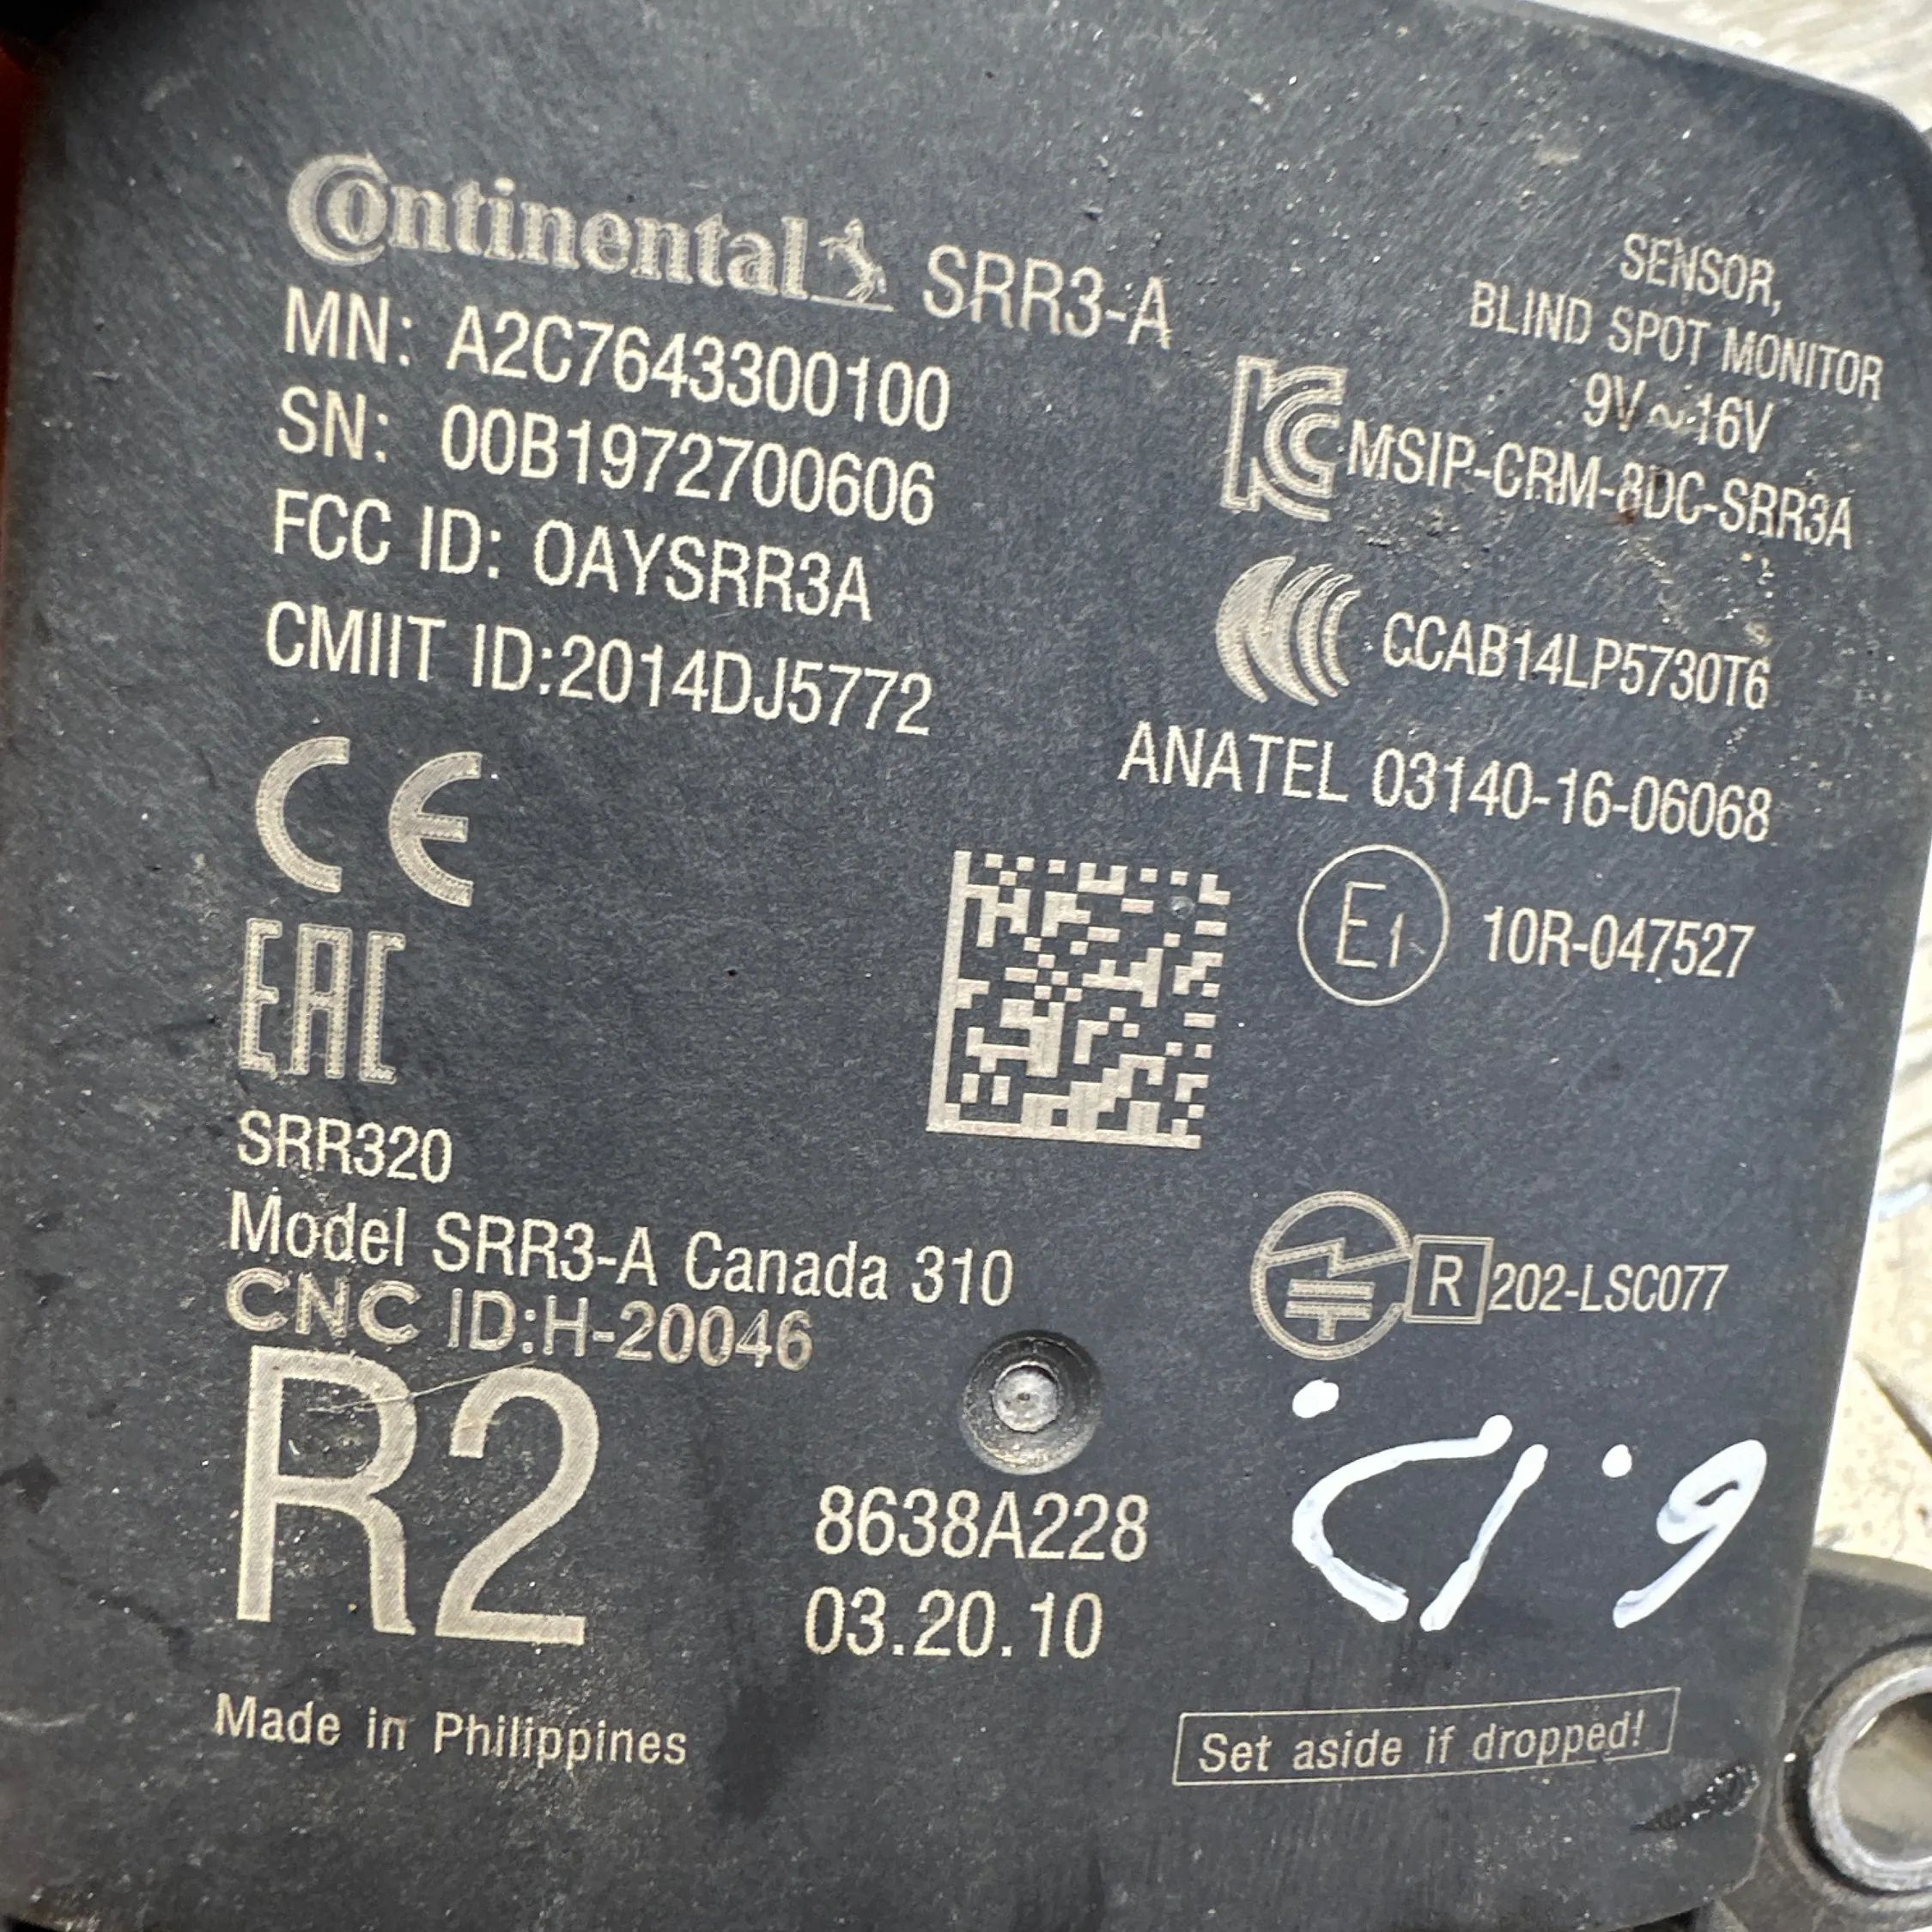 Continental SRR3-A
MN: A2C7643300100
SN: 00B1972700606
FCC ID: OAYSRR3A
CMIIT ID:2014DJ5772
CE
EAC
SRR320
Model SRR3-A Canada 310
CNC ID:H-20046
R2
Made in Philippines
SENSOR,
BLIND SPOT MONITOR
9V~16V
KC MSIP-CRM-8DC-SRR3A
CCAB14LP5730T6
ANATEL 03140-16-06068
E1 10R-047527
R 202-LSC077
8638A228
03.20.10
Set aside if dropped!